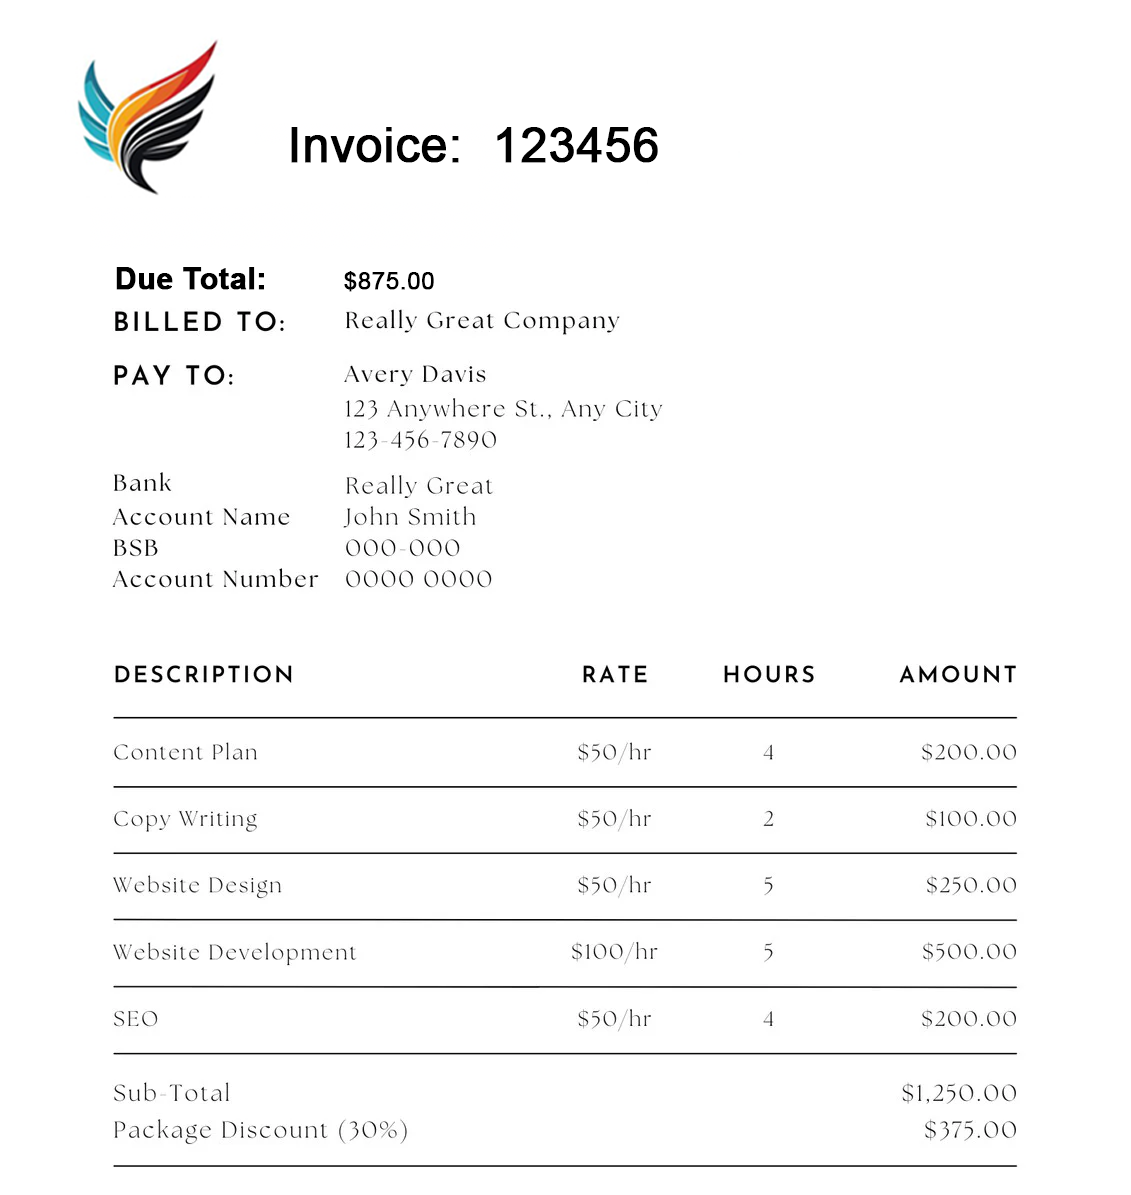 Invoice: 123456
Due Total: $875.00
BILLED TO: Really Great Company
PAY TO: Avery Davis
123 Anywhere St., Any City
123-456-7890
Bank Really Great
Account Name John Smith
BSB 000-000
Account Number 0000 0000
DESCRIPTION RATE HOURS AMOUNT
Content Plan $50/hr 4 $200.00
Copy Writing $50/hr 2 $100.00
Website Design $50/hr 5 $250.00
Website Development $100/hr 5 $500.00
SEO $50/hr 4 $200.00
Sub-Total $1,250.00
Package Discount (30%) $375.00